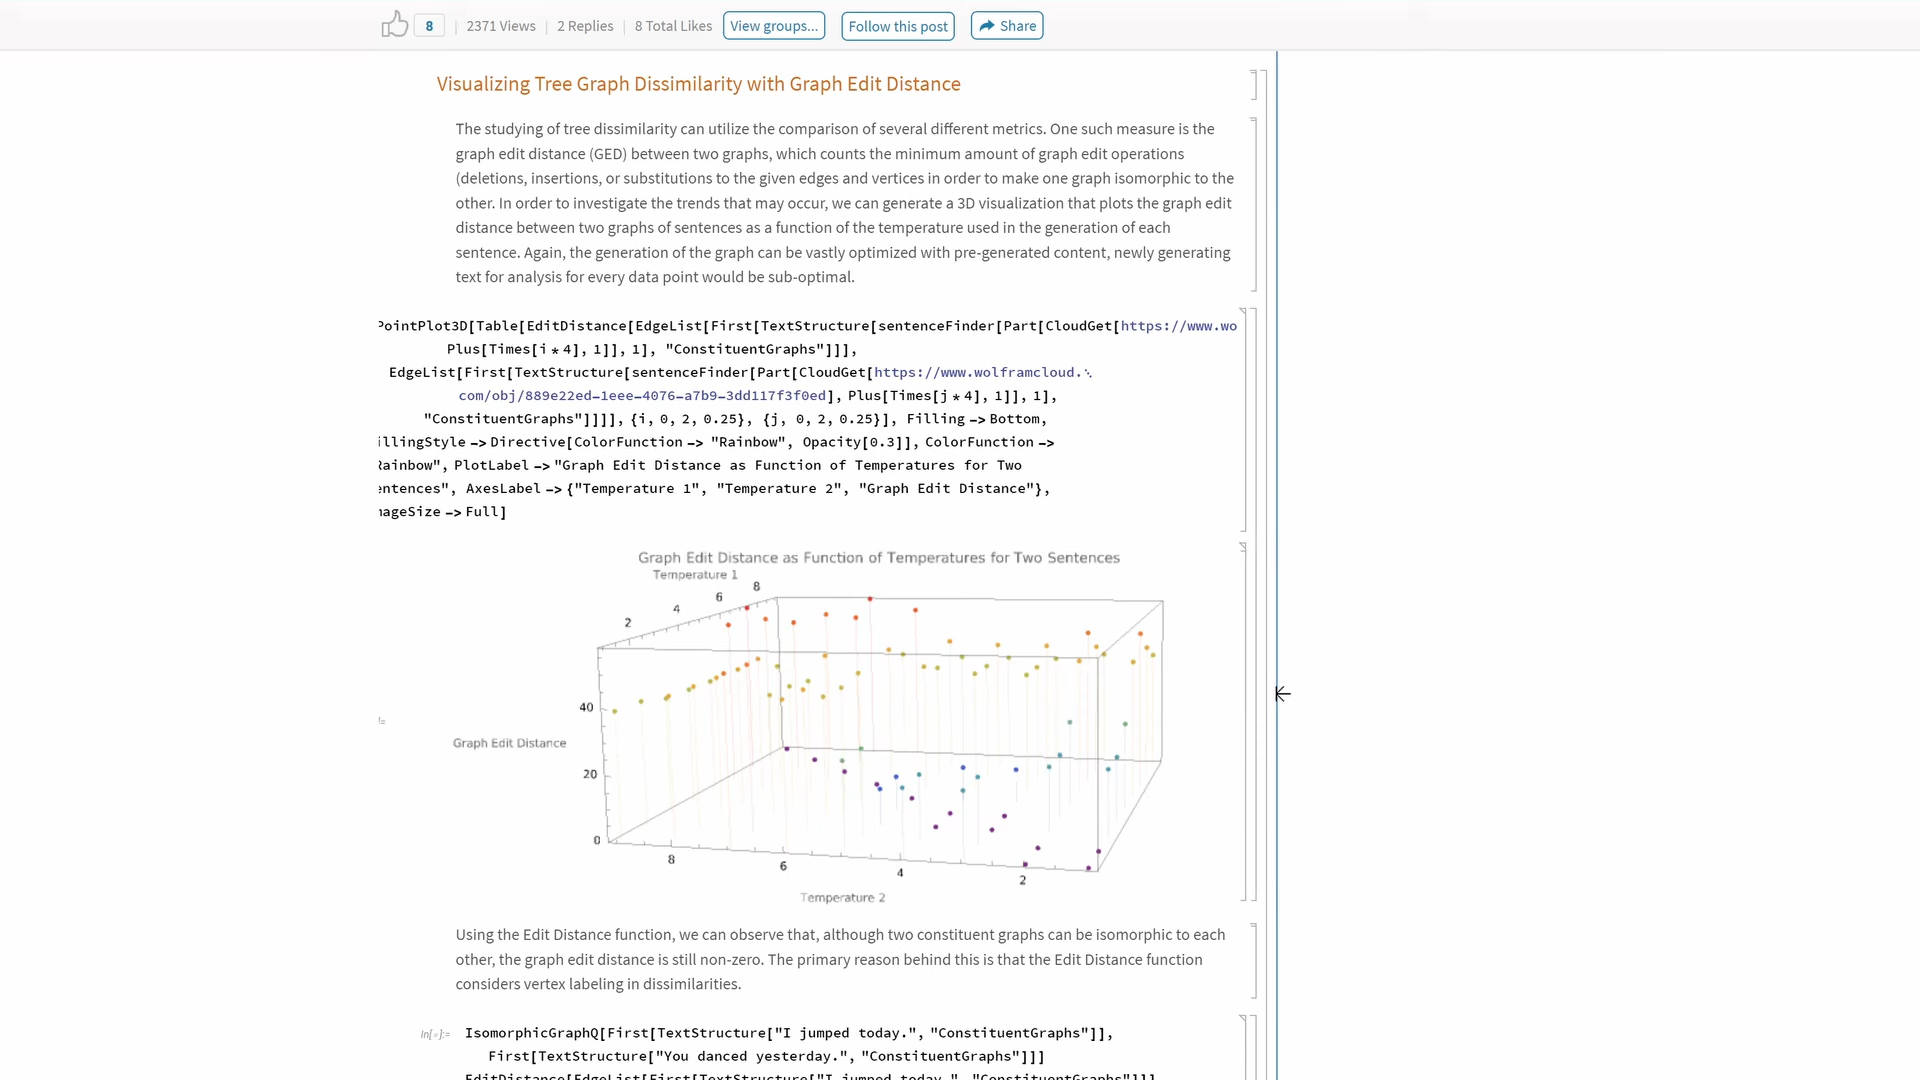 8 | 2371 Views | 2 Replies | 8 Total Likes View groups... Follow this post Share
Visualizing Tree Graph Dissimilarity with Graph Edit Distance
The studying of tree dissimilarity can utilize the comparison of several different metrics. One such measure is the
graph edit distance (GED) between two graphs, which counts the minimum amount of graph edit operations
(deletions, insertions, or substitutions to the given edges and vertices in order to make one graph isomorphic to the
other. In order to investigate the trends that may occur, we can generate a 3D visualization that plots the graph edit
distance between two graphs of sentences as a function of the temperature used in the generation of each
sentence. Again, the generation of the graph can be vastly optimized with pre-generated content, newly generating
text for analysis for every data point would be sub-optimal.
PointPlot3D[Table[EditDistance[EdgeList[First[TextStructure[sentenceFinder[Part[CloudGet[https://www.wo
Plus[Times[i * 4], 1]], 1], "ConstituentGraphs"]]],
EdgeList[First[TextStructure[sentenceFinder[Part[CloudGet[https://www.wolframcloud.⋱
com/obj/889e22ed-1eee-4076-a7b9-3dd117f3f0ed], Plus[Times[j * 4], 1]], 1],
"ConstituentGraphs"]]]], {i, 0, 2, 0.25}, {j, 0, 2, 0.25}], Filling -> Bottom,
illingStyle -> Directive[ColorFunction -> "Rainbow", Opacity[0.3]], ColorFunction ->
Rainbow", PlotLabel -> "Graph Edit Distance as Function of Temperatures for Two
entences", AxesLabel -> {"Temperature 1", "Temperature 2", "Graph Edit Distance"},
mageSize -> Full]
Graph Edit Distance as Function of Temperatures for Two Sentences
Temperature 1
8
6
4
2
40
Graph Edit Distance
20
0
8
6
4
2
Temperature 2
Using the Edit Distance function, we can observe that, although two constituent graphs can be isomorphic to each
other, the graph edit distance is still non-zero. The primary reason behind this is that the Edit Distance function
considers vertex labeling in dissimilarities.
In[•]:= IsomorphicGraphQ[First[TextStructure["I jumped today.", "ConstituentGraphs"]],
First[TextStructure["You danced yesterday.", "ConstituentGraphs"]]]
EditDistance[EdgeList[First[TextStructure["I jumped today.", "ConstituentGraphs"]]]